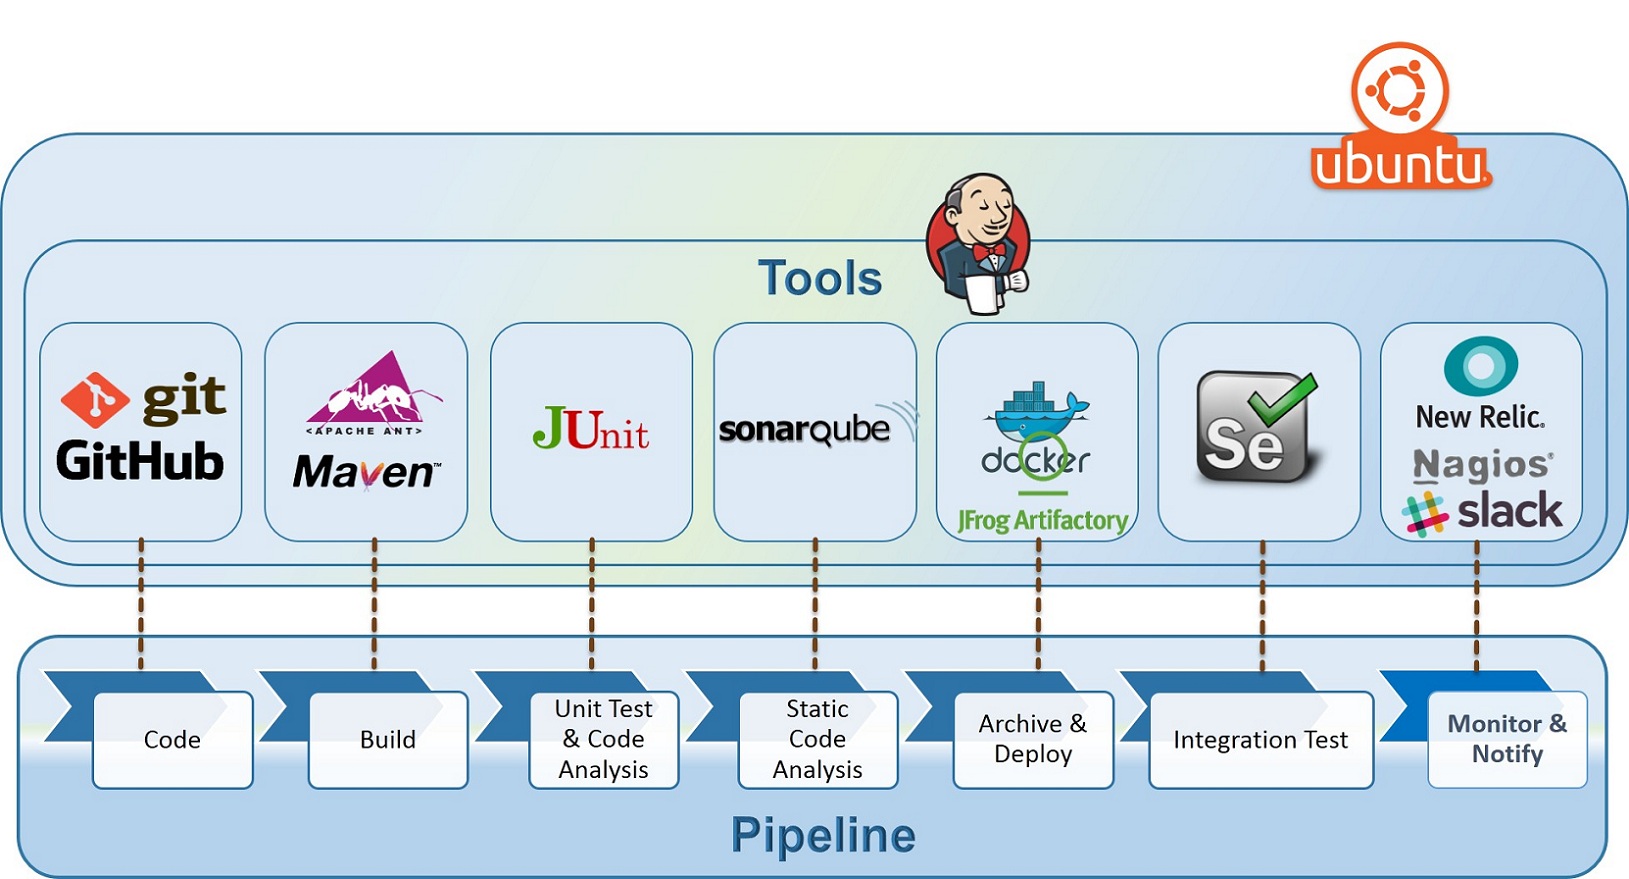 ubuntu
Tools
git
GitHub
<APACHE ANT>
Maven™
JUnit
sonarqube
docker
JFrog Artifactory
Se
New Relic.
Nagios®
slack
Code
Build
Unit Test
& Code
Analysis
Static
Code
Analysis
Archive &
Deploy
Integration Test
Monitor &
Notify
Pipeline